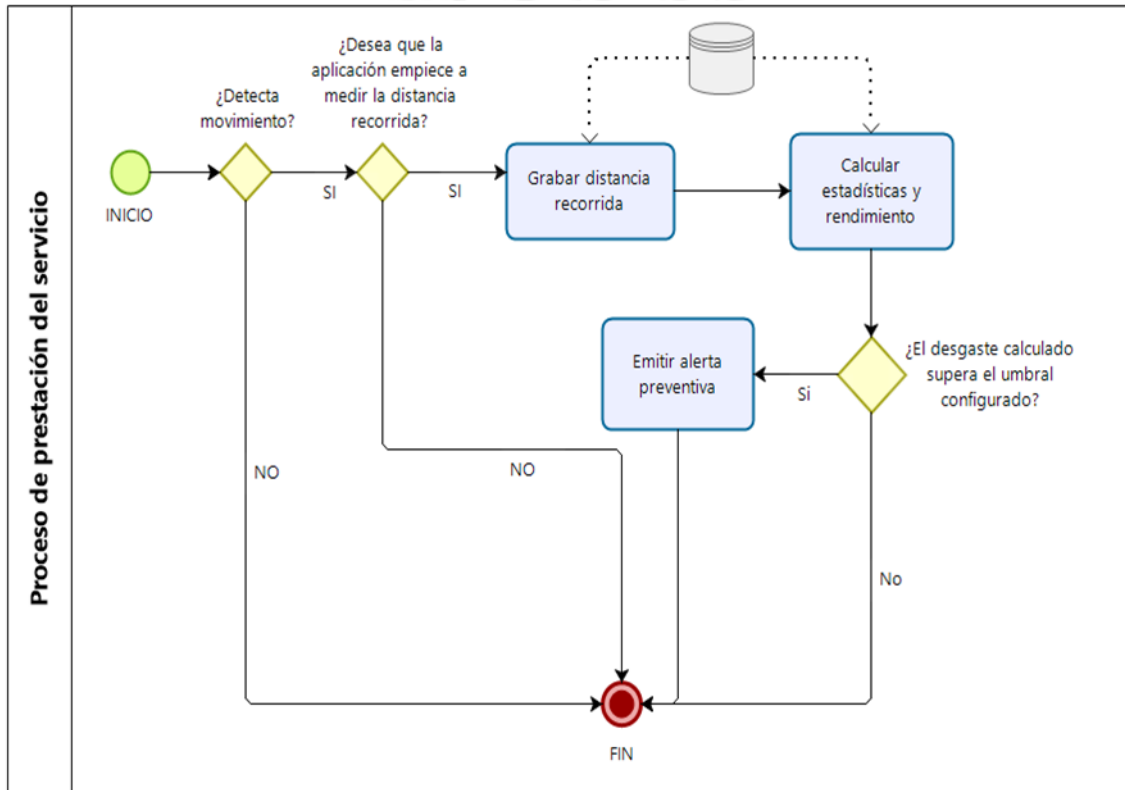 Proceso de prestación del servicio
INICIO
¿Detecta
movimiento?
SI
¿Desea que la
aplicación empiece a
medir la distancia
recorrida?
SI
Grabar distancia
recorrida
Calcular
estadísticas y
rendimiento
¿El desgaste calculado
supera el umbral
configurado?
Si
Emitir alerta
preventiva
NO
NO
No
FIN